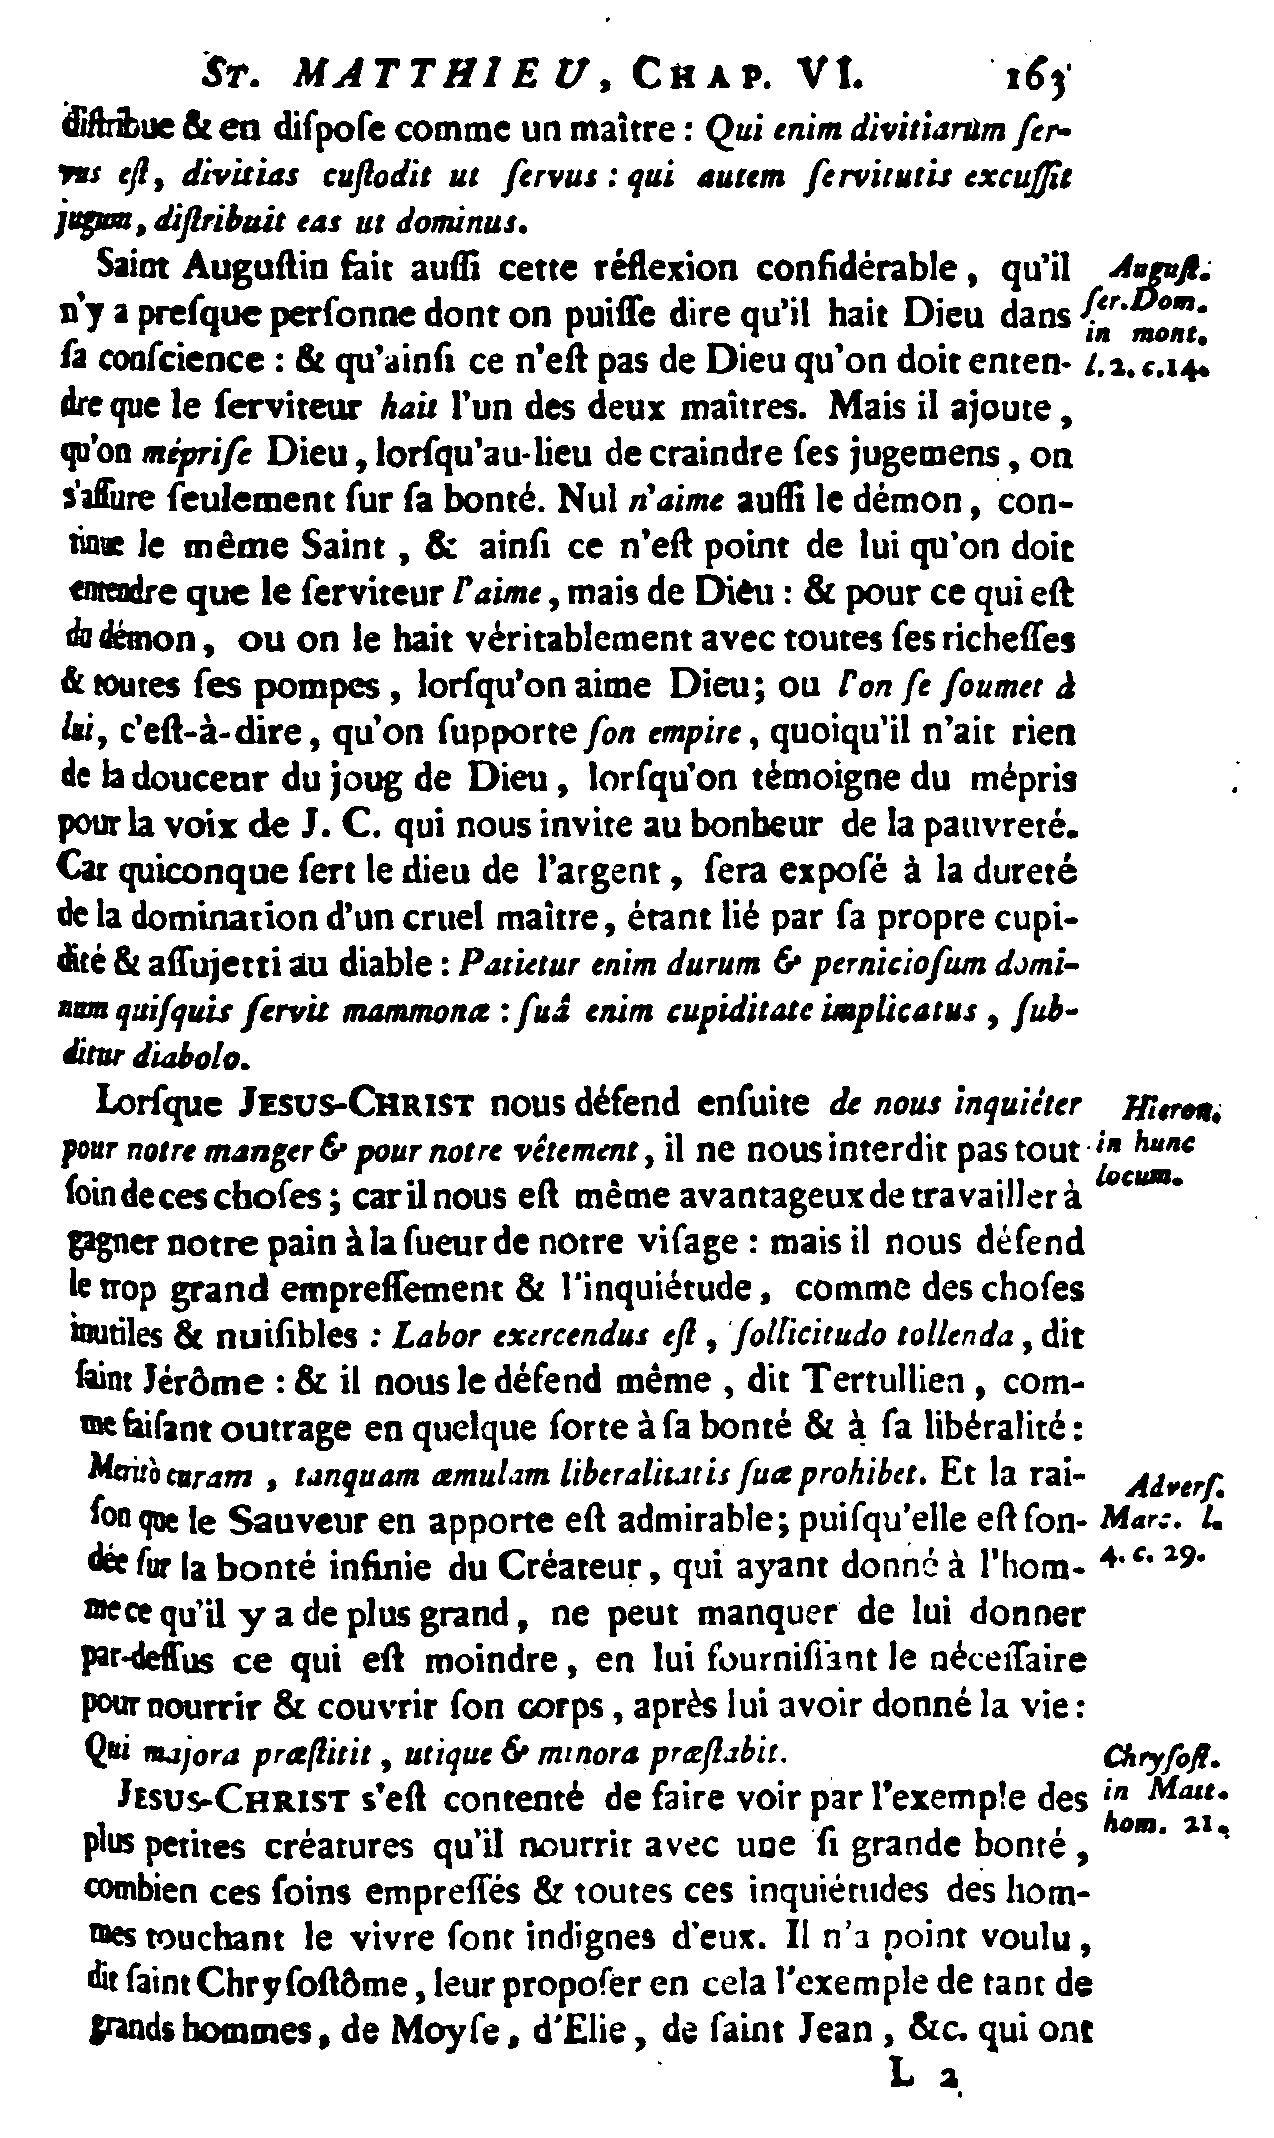 ST. MATTHIEU, CHAP. VI. 163
diſtribue & en diſpoſe comme un maître : Qui enim divitiarum ſer-
vus eſt, divitias cuſtodit ut ſervus : qui autem ſervitutis excuſſit
jugum, diſtribuit eas ut dominus.
Saint Auguſtin fait auſſi cette réflexion conſidérable, qu'il
n'y a preſque perſonne dont on puiſſe dire qu'il hait Dieu dans
ſa conſcience : & qu'ainſi ce n'eſt pas de Dieu qu'on doit enten-
dre que le ſerviteur hait l'un des deux maîtres. Mais il ajoute,
qu'on mépriſe Dieu, lorſqu'au-lieu de craindre ſes jugemens, on
s'aſſure ſeulement ſur ſa bonté. Nul n'aime auſſi le démon, con-
tinue le même Saint, & ainſi ce n'eſt point de lui qu'on doit
entendre que le ſerviteur l'aime, mais de Dieu : & pour ce qui eſt
du démon, ou on le hait véritablement avec toutes ſes richeſſes
& toutes ſes pompes, lorſqu'on aime Dieu; ou l'on ſe ſoumet à
lui, c'eſt-à-dire, qu'on ſupporte ſon empire, quoiqu'il n'ait rien
de la douceur du joug de Dieu, lorſqu'on témoigne du mépris
pour la voix de J. C. qui nous invite au bonheur de la pauvreté.
Car quiconque ſert le dieu de l'argent, ſera expoſé à la dureté
de la domination d'un cruel maître, étant lié par ſa propre cupi-
dité & aſſujetti au diable : Patietur enim durum & pernicioſum domi-
num quiſquis ſervit mammonæ : ſuâ enim cupiditate implicatus, ſub-
ditur diabolo.
Lorſque JESUS-CHRIST nous défend enſuite de nous inquiéter
pour notre manger & pour notre vêtement, il ne nous interdit pas tout
ſoin de ces choſes; car il nous eſt même avantageux de travailler à
gagner notre pain à la ſueur de notre viſage : mais il nous défend
le trop grand empreſſement & l'inquiétude, comme des choſes
inutiles & nuiſibles : Labor exercendus eſt, ſollicitudo tollenda, dit
ſaint Jérôme : & il nous le défend même, dit Tertullien, com-
me faiſant outrage en quelque ſorte à ſa bonté & à ſa libéralité :
Meritò curam, tanquam æmulam liberalitatis ſuæ prohibet. Et la rai-
ſon que le Sauveur en apporte eſt admirable; puiſqu'elle eſt fon-
dée ſur la bonté infinie du Créateur, qui ayant donné à l'hom-
me ce qu'il y a de plus grand, ne peut manquer de lui donner
par-deſſus ce qui eſt moindre, en lui fourniſſant le néceſſaire
pour nourrir & couvrir ſon corps, après lui avoir donné la vie :
Qui majora præſtitit, utique & minora præſtabit.
JESUS-CHRIST s'eſt contenté de faire voir par l'exemple des
plus petites créatures qu'il nourrit avec une ſi grande bonté,
combien ces ſoins empreſſés & toutes ces inquiétudes des hom-
mes touchant le vivre ſont indignes d'eux. Il n'a point voulu,
dit ſaint Chryſoſtôme, leur propoſer en cela l'exemple de tant de
grands hommes, de Moyſe, d'Elie, de ſaint Jean, &c. qui ont
L 2
Auguſt.
ſer. Dom.
in mont.
l. 2. c. 14.
Hieron.
in hunc
locum.
Adverſ.
Marc. l.
4. c. 29.
Chryſoſt.
in Matt.
hom. 21.